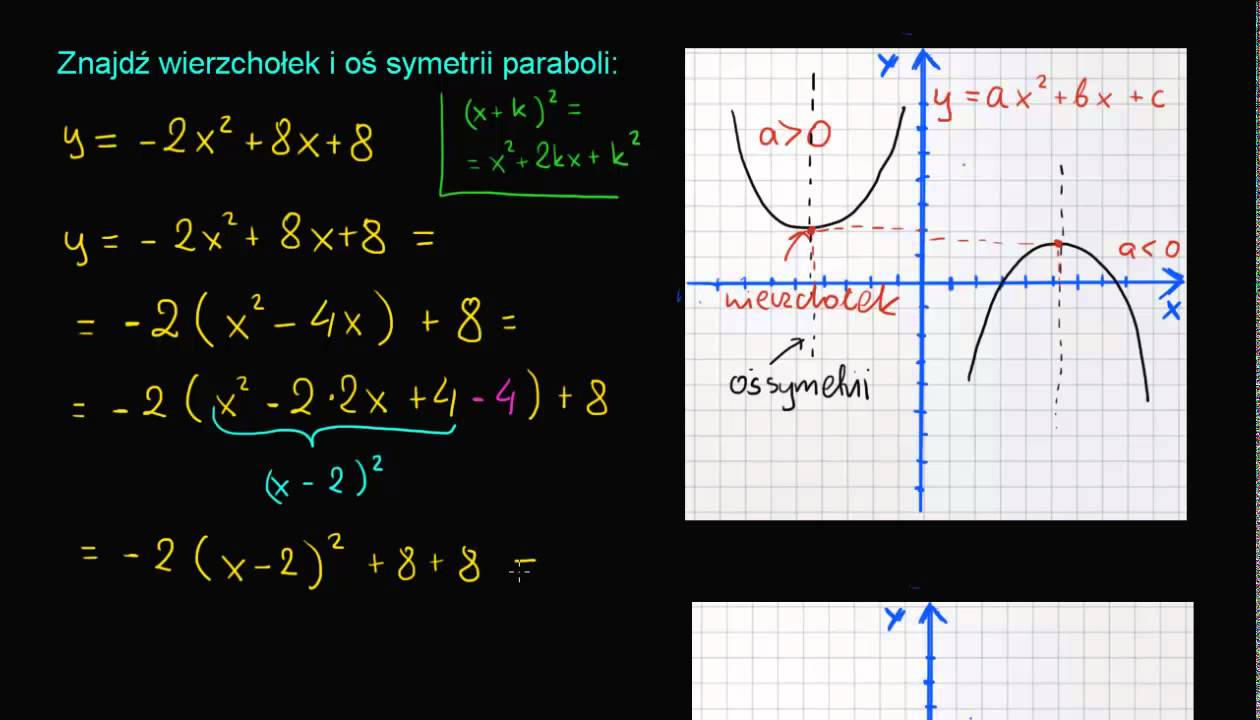 Znajdź wierzchołek i oś symetrii paraboli:
y = -2x² + 8x + 8
(x + k)² =
= x² + 2kx + k²
y = -2x² + 8x + 8 =
= -2(x² - 4x) + 8 =
= -2(x² - 2·2x + 4 - 4) + 8
(x - 2)²
= -2(x - 2)² + 8 + 8 =
y
y = ax² + bx + c
a > 0
a < 0
wierzchołek
x
oś symetrii
y